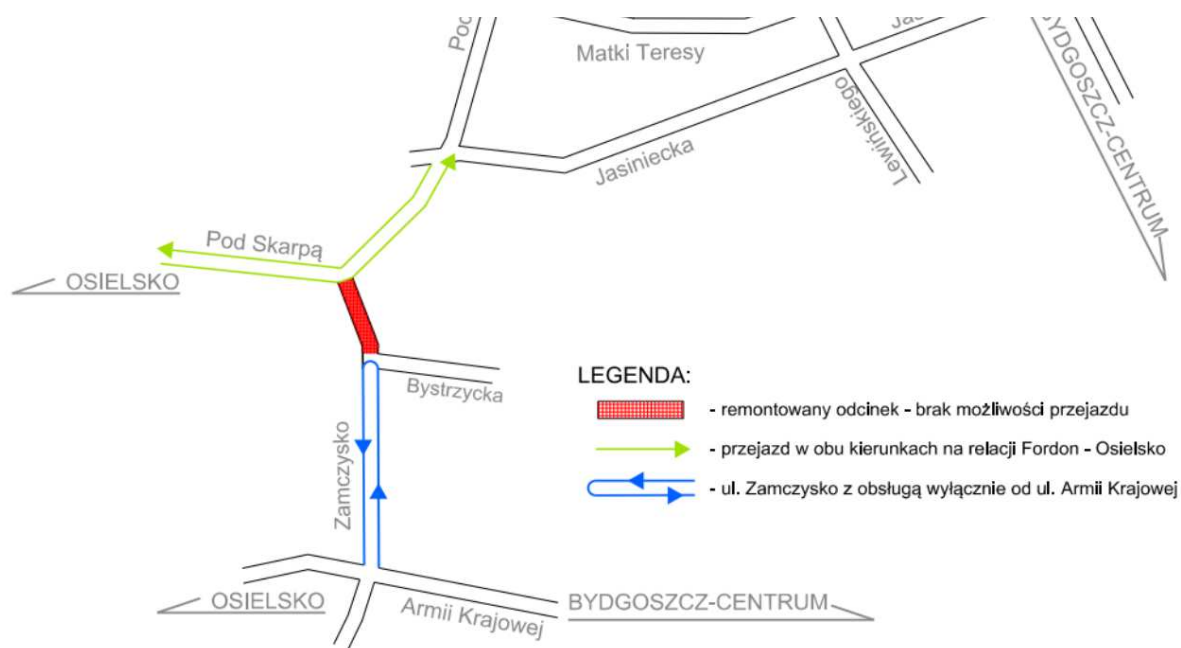 Matki Teresy
Jasiniecka
Lewińskiego
BYDGOSZCZ-CENTRUM
Pod Skarpą
OSIELSKO
Bystrzycka
Zamczysko
LEGENDA:
- remontowany odcinek - brak możliwości przejazdu
- przejazd w obu kierunkach na relacji Fordon - Osielsko
- ul. Zamczysko z obsługą wyłącznie od ul. Armii Krajowej
OSIELSKO
Armii Krajowej
BYDGOSZCZ-CENTRUM